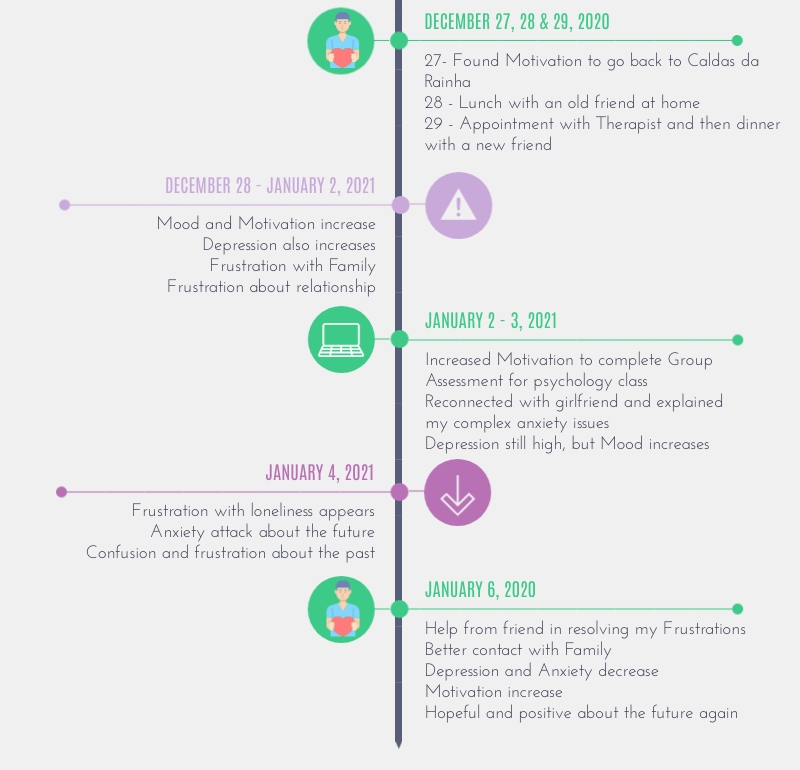 DECEMBER 27, 28 & 29, 2020
27- Found Motivation to go back to Caldas da
Rainha
28 - Lunch with an old friend at home
29 - Appointment with Therapist and then dinner
with a new friend
DECEMBER 28 - JANUARY 2, 2021
Mood and Motivation increase
Depression also increases
Frustration with Family
Frustration about relationship
JANUARY 2 - 3, 2021
Increased Motivation to complete Group
Assessment for psychology class
Reconnected with girlfriend and explained
my complex anxiety issues
Depression still high, but Mood increases
JANUARY 4, 2021
Frustration with loneliness appears
Anxiety attack about the future
Confusion and frustration about the past
JANUARY 6, 2020
Help from friend in resolving my Frustrations
Better contact with Family
Depression and Anxiety decrease
Motivation increase
Hopeful and positive about the future again